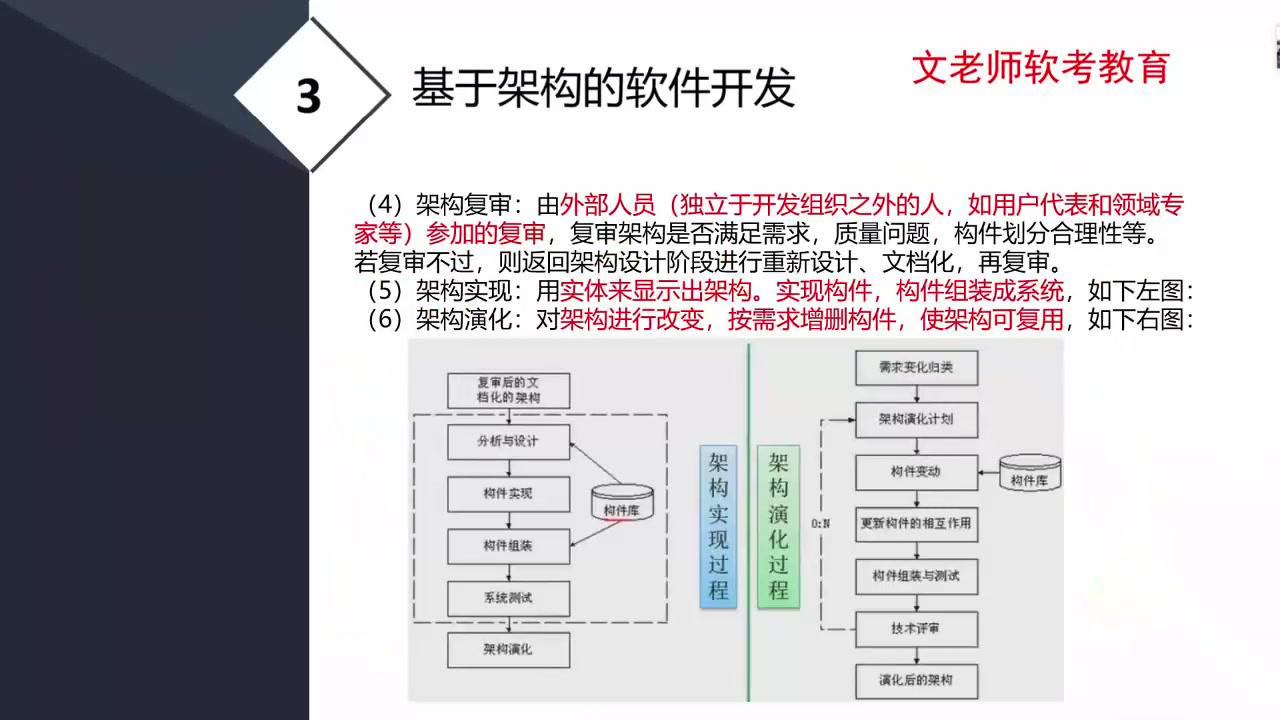 3
基于架构的软件开发
文老师软考教育
（4）架构复审：由外部人员（独立于开发组织之外的人，如用户代表和领域专
家等）参加的复审，复审架构是否满足需求，质量问题，构件划分合理性等。
若复审不过，则返回架构设计阶段进行重新设计、文档化，再复审。
（5）架构实现：用实体来显示出架构。实现构件，构件组装成系统，如下左图：
（6）架构演化：对架构进行改变，按需求增删构件，使架构可复用，如下右图：
复审后的文
档化的架构
分析与设计
构件实现
构件组装
系统测试
架构演化
构件库
架构实现过程
架构演化过程
需求变化归类
架构演化计划
构件变动
更新构件的相互作用
构件组装与测试
技术评审
演化后的架构
构件库
O:N